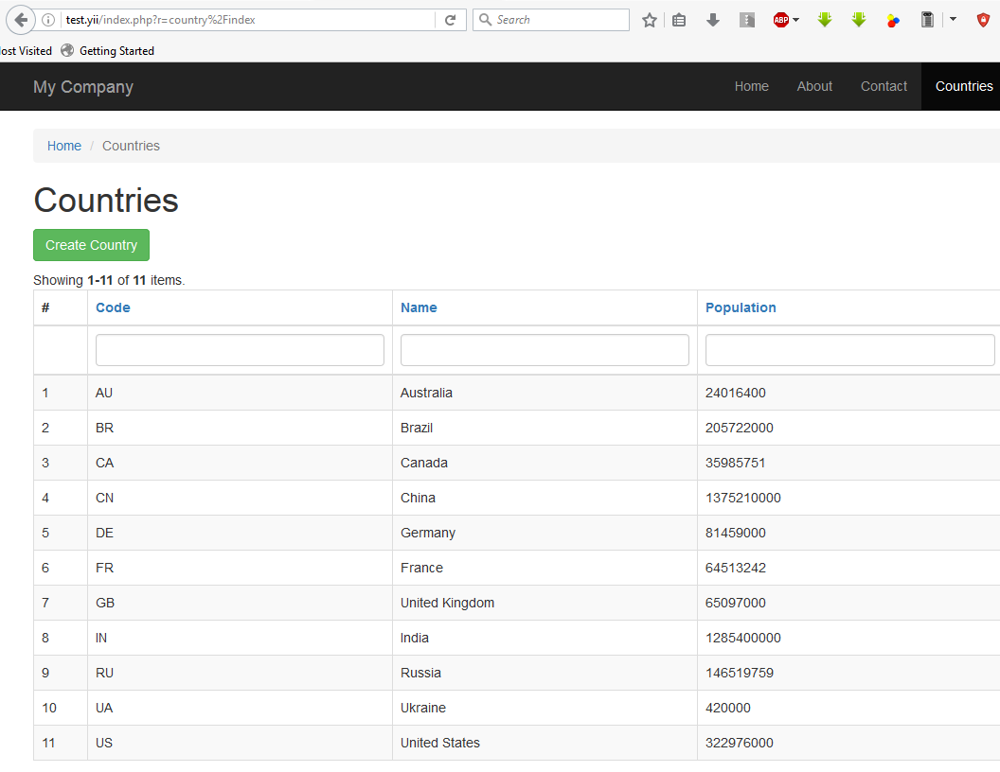 test.yii/index.php?r=country%2Findex
Search
ABP
ost Visited Getting Started
My Company Home About Contact Countries
Home / Countries
Countries
Create Country
Showing 1-11 of 11 items.
# Code Name Population
1 AU Australia 24016400
2 BR Brazil 205722000
3 CA Canada 35985751
4 CN China 1375210000
5 DE Germany 81459000
6 FR France 64513242
7 GB United Kingdom 65097000
8 IN India 1285400000
9 RU Russia 146519759
10 UA Ukraine 420000
11 US United States 322976000